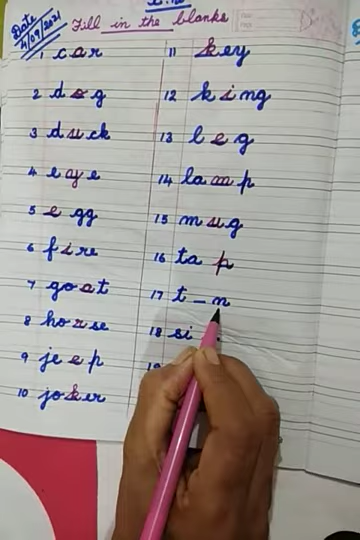 Date
4/09/2021
Fill in the blanks
1 car
2 dog
3 duck
4 eye
5 egg
6 fire
7 goat
8 horse
9 jeep
10 joker
11 key
12 king
13 leg
14 lamp
15 mug
16 tap
17 t_n
18 si